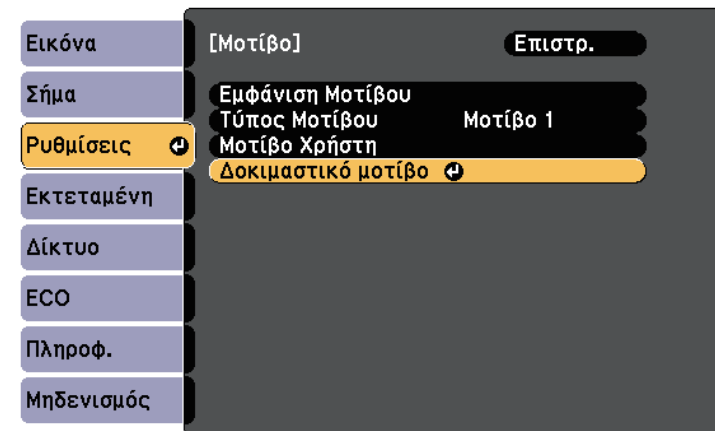 Εικόνα
Σήμα
Ρυθμίσεις
Εκτεταμένη
Δίκτυο
ECO
Πληροφ.
Μηδενισμός
[Μοτίβο] Επιστρ.
Εμφάνιση Μοτίβου
Τύπος Μοτίβου Μοτίβο 1
Μοτίβο Χρήστη
Δοκιμαστικό μοτίβο